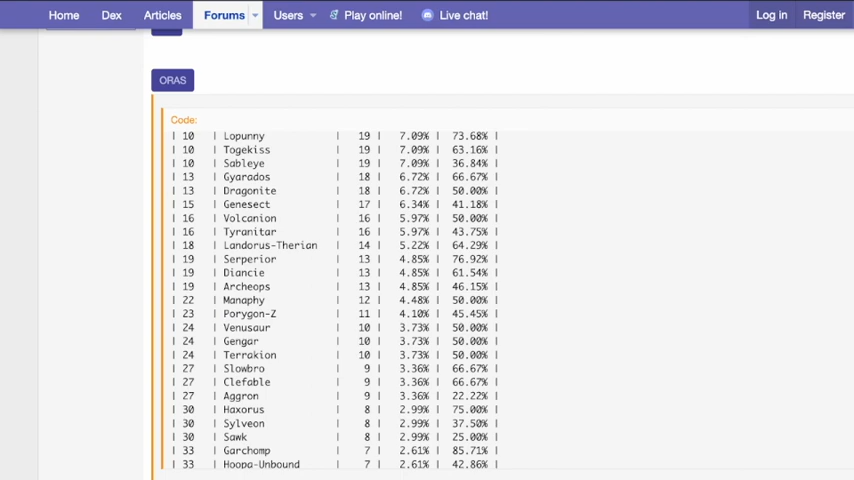 Home Dex Articles Forums Users Play online! Live chat! Log in Register
ORAS
Code:
| 10 | Lopunny | 19 | 7.09% | 73.68% |
| 10 | Togekiss | 19 | 7.09% | 63.16% |
| 10 | Sableye | 19 | 7.09% | 36.84% |
| 13 | Gyarados | 18 | 6.72% | 66.67% |
| 13 | Dragonite | 18 | 6.72% | 50.00% |
| 15 | Genesect | 17 | 6.34% | 41.18% |
| 16 | Volcanion | 16 | 5.97% | 50.00% |
| 16 | Tyranitar | 16 | 5.97% | 43.75% |
| 18 | Landorus-Therian | 14 | 5.22% | 64.29% |
| 19 | Serperior | 13 | 4.85% | 76.92% |
| 19 | Diancie | 13 | 4.85% | 61.54% |
| 19 | Archeops | 13 | 4.85% | 46.15% |
| 22 | Manaphy | 12 | 4.48% | 50.00% |
| 23 | Porygon-Z | 11 | 4.10% | 45.45% |
| 24 | Venusaur | 10 | 3.73% | 50.00% |
| 24 | Gengar | 10 | 3.73% | 50.00% |
| 24 | Terrakion | 10 | 3.73% | 50.00% |
| 27 | Slowbro | 9 | 3.36% | 66.67% |
| 27 | Clefable | 9 | 3.36% | 66.67% |
| 27 | Aggron | 9 | 3.36% | 22.22% |
| 30 | Haxorus | 8 | 2.99% | 75.00% |
| 30 | Sylveon | 8 | 2.99% | 37.50% |
| 30 | Sawk | 8 | 2.99% | 25.00% |
| 33 | Garchomp | 7 | 2.61% | 85.71% |
| 33 | Hoopa-Unbound | 7 | 2.61% | 42.86% |